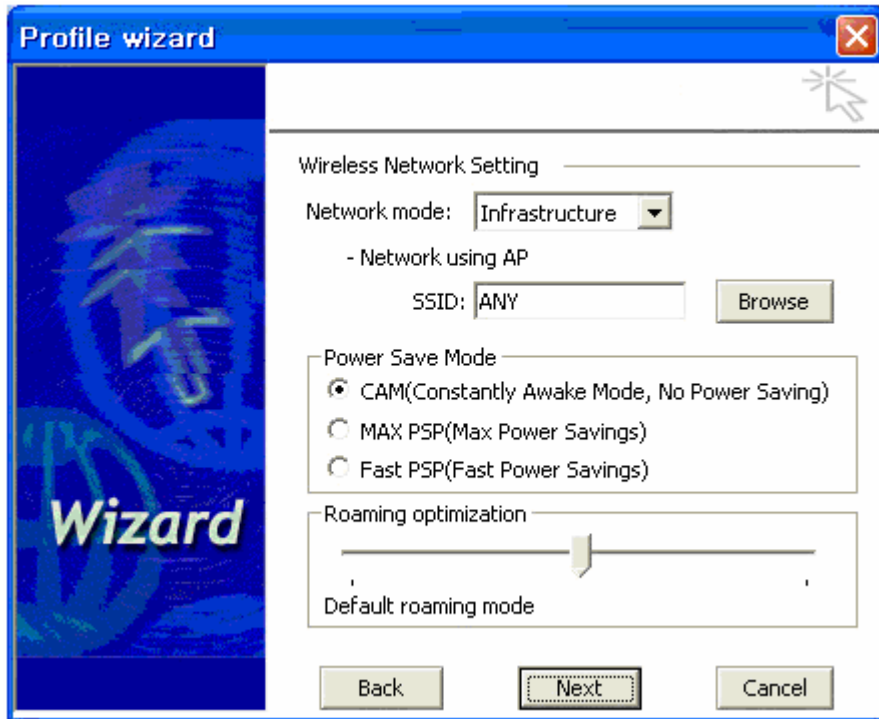 Profile wizard
Wireless Network Setting
Network mode: Infrastructure
- Network using AP
SSID: ANY Browse
Power Save Mode
CAM(Constantly Awake Mode, No Power Saving)
MAX PSP(Max Power Savings)
Fast PSP(Fast Power Savings)
Wizard
Roaming optimization
Default roaming mode
Back Next Cancel